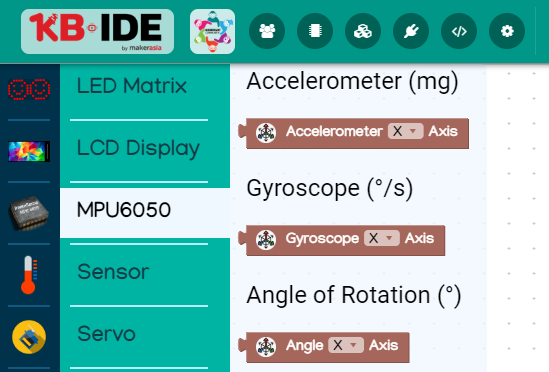 KB-IDE
by makerasia
LED Matrix
LCD Display
MPU6050
Sensor
Servo
Accelerometer (mg)
Accelerometer X Axis
Gyroscope (°/s)
Gyroscope X Axis
Angle of Rotation (°)
Angle X Axis